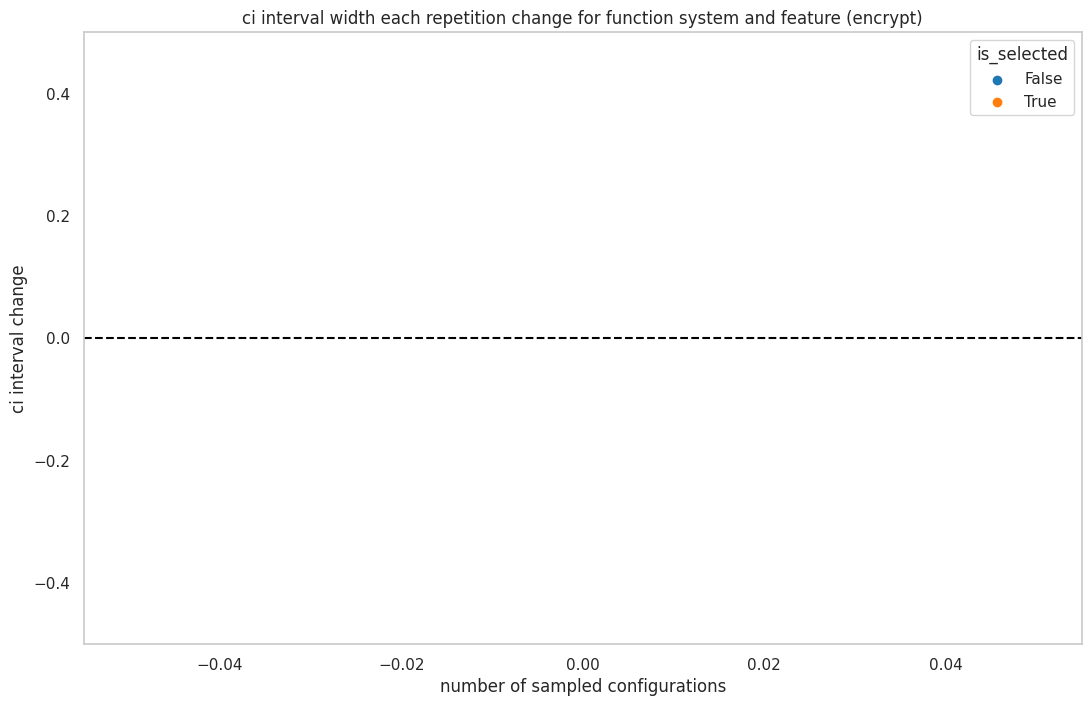 ci interval width each repetition change for function system and feature (encrypt)
is_selected
False
True
0.4
0.2
0.0
−0.2
−0.4
ci interval change
−0.04
−0.02
0.00
0.02
0.04
number of sampled configurations